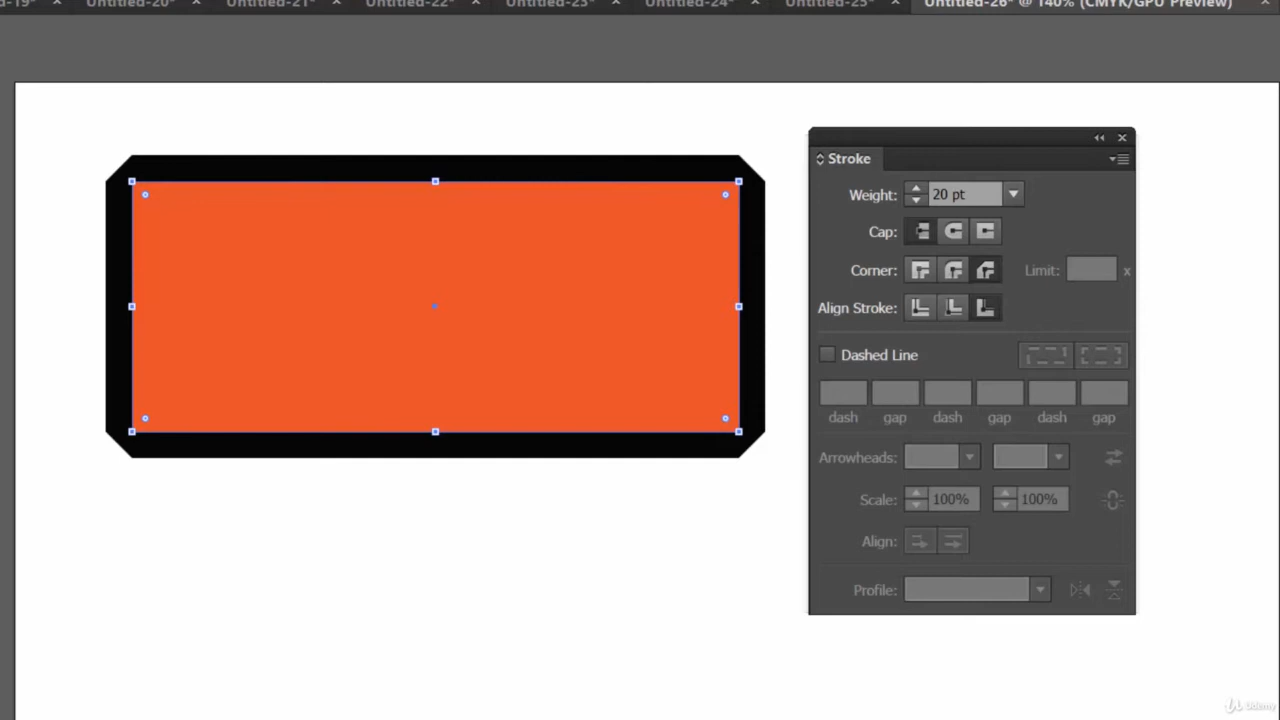 Untitled-20* × Untitled-21* × Untitled-22* × Untitled-23* × Untitled-24* × Untitled-25* × Untitled-26* @ 140% (CMYK/GPU Preview) ×
Stroke
Weight: 20 pt
Cap:
Corner: Limit: x
Align Stroke:
Dashed Line
dash gap dash gap dash gap
Arrowheads:
Scale: 100% 100%
Align:
Profile:
Udemy